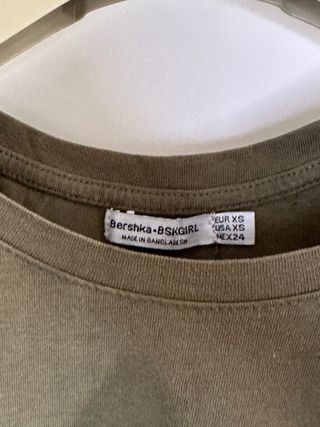 Bershka•BSKGIRL
MADE IN BANGLADESH
EUR XS
USA XS
MEX 24